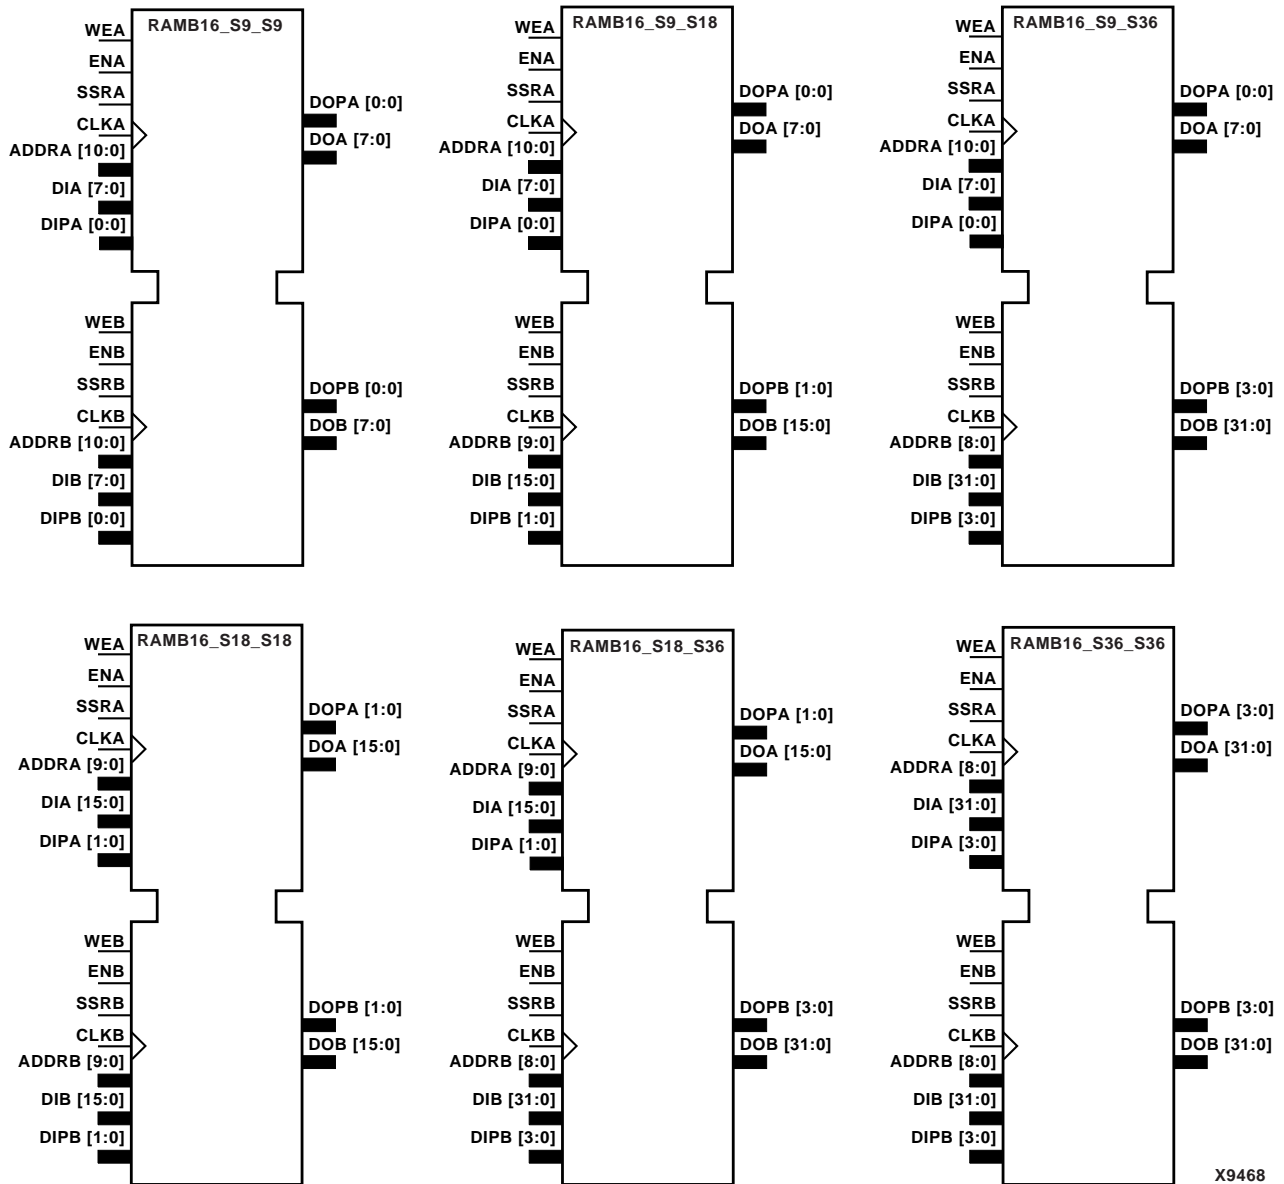 RAMB16_S9_S9
WEA
ENA
SSRA
CLKA
ADDRA [10:0]
DIA [7:0]
DIPA [0:0]
DOPA [0:0]
DOA [7:0]
WEB
ENB
SSRB
CLKB
ADDRB [10:0]
DIB [7:0]
DIPB [0:0]
DOPB [0:0]
DOB [7:0]
RAMB16_S9_S18
WEA
ENA
SSRA
CLKA
ADDRA [10:0]
DIA [7:0]
DIPA [0:0]
DOPA [0:0]
DOA [7:0]
WEB
ENB
SSRB
CLKB
ADDRB [9:0]
DIB [15:0]
DIPB [1:0]
DOPB [1:0]
DOB [15:0]
RAMB16_S9_S36
WEA
ENA
SSRA
CLKA
ADDRA [10:0]
DIA [7:0]
DIPA [0:0]
DOPA [0:0]
DOA [7:0]
WEB
ENB
SSRB
CLKB
ADDRB [8:0]
DIB [31:0]
DIPB [3:0]
DOPB [3:0]
DOB [31:0]
RAMB16_S18_S18
WEA
ENA
SSRA
CLKA
ADDRA [9:0]
DIA [15:0]
DIPA [1:0]
DOPA [1:0]
DOA [15:0]
WEB
ENB
SSRB
CLKB
ADDRB [9:0]
DIB [15:0]
DIPB [1:0]
DOPB [1:0]
DOB [15:0]
RAMB16_S18_S36
WEA
ENA
SSRA
CLKA
ADDRA [9:0]
DIA [15:0]
DIPA [1:0]
DOPA [1:0]
DOA [15:0]
WEB
ENB
SSRB
CLKB
ADDRB [8:0]
DIB [31:0]
DIPB [3:0]
DOPB [3:0]
DOB [31:0]
RAMB16_S36_S36
WEA
ENA
SSRA
CLKA
ADDRA [8:0]
DIA [31:0]
DIPA [3:0]
DOPA [3:0]
DOA [31:0]
WEB
ENB
SSRB
CLKB
ADDRB [8:0]
DIB [31:0]
DIPB [3:0]
DOPB [3:0]
DOB [31:0]
X9468